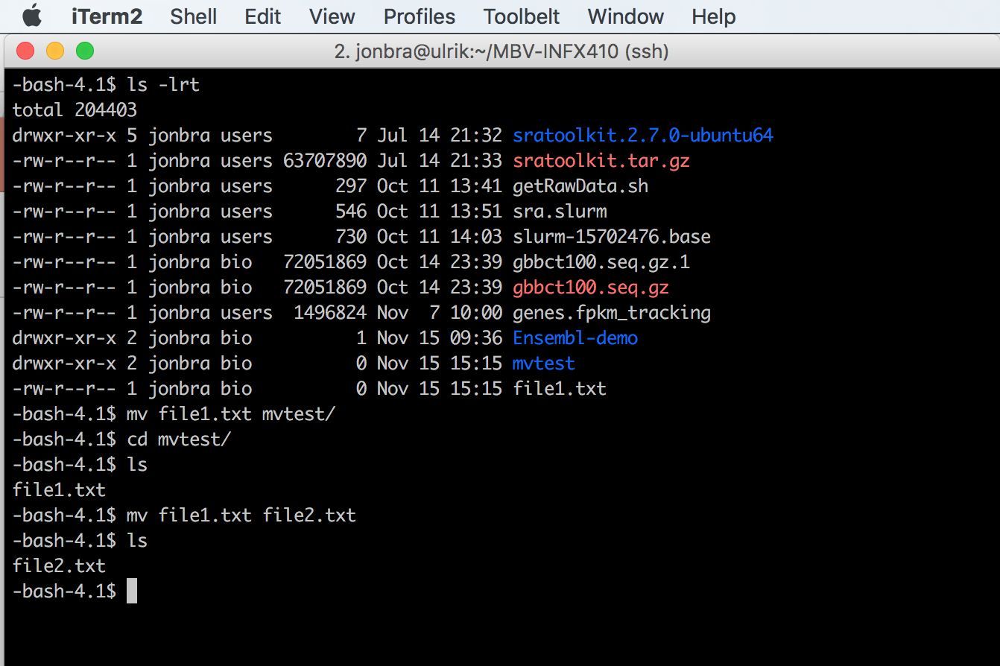 iTerm2 Shell Edit View Profiles Toolbelt Window Help
2. jonbra@ulrik:~/MBV-INFX410 (ssh)
-bash-4.1$ ls -lrt
total 204403
drwxr-xr-x 5 jonbra users        7 Jul 14 21:32 sratoolkit.2.7.0-ubuntu64
-rw-r--r-- 1 jonbra users 63707890 Jul 14 21:33 sratoolkit.tar.gz
-rw-r--r-- 1 jonbra users      297 Oct 11 13:41 getRawData.sh
-rw-r--r-- 1 jonbra users      546 Oct 11 13:51 sra.slurm
-rw-r--r-- 1 jonbra users      730 Oct 11 14:03 slurm-15702476.base
-rw-r--r-- 1 jonbra bio   72051869 Oct 14 23:39 gbbct100.seq.gz.1
-rw-r--r-- 1 jonbra bio   72051869 Oct 14 23:39 gbbct100.seq.gz
-rw-r--r-- 1 jonbra users  1496824 Nov  7 10:00 genes.fpkm_tracking
drwxr-xr-x 2 jonbra bio          1 Nov 15 09:36 Ensembl-demo
drwxr-xr-x 2 jonbra bio          0 Nov 15 15:15 mvtest
-rw-r--r-- 1 jonbra bio          0 Nov 15 15:15 file1.txt
-bash-4.1$ mv file1.txt mvtest/
-bash-4.1$ cd mvtest/
-bash-4.1$ ls
file1.txt
-bash-4.1$ mv file1.txt file2.txt
-bash-4.1$ ls
file2.txt
-bash-4.1$